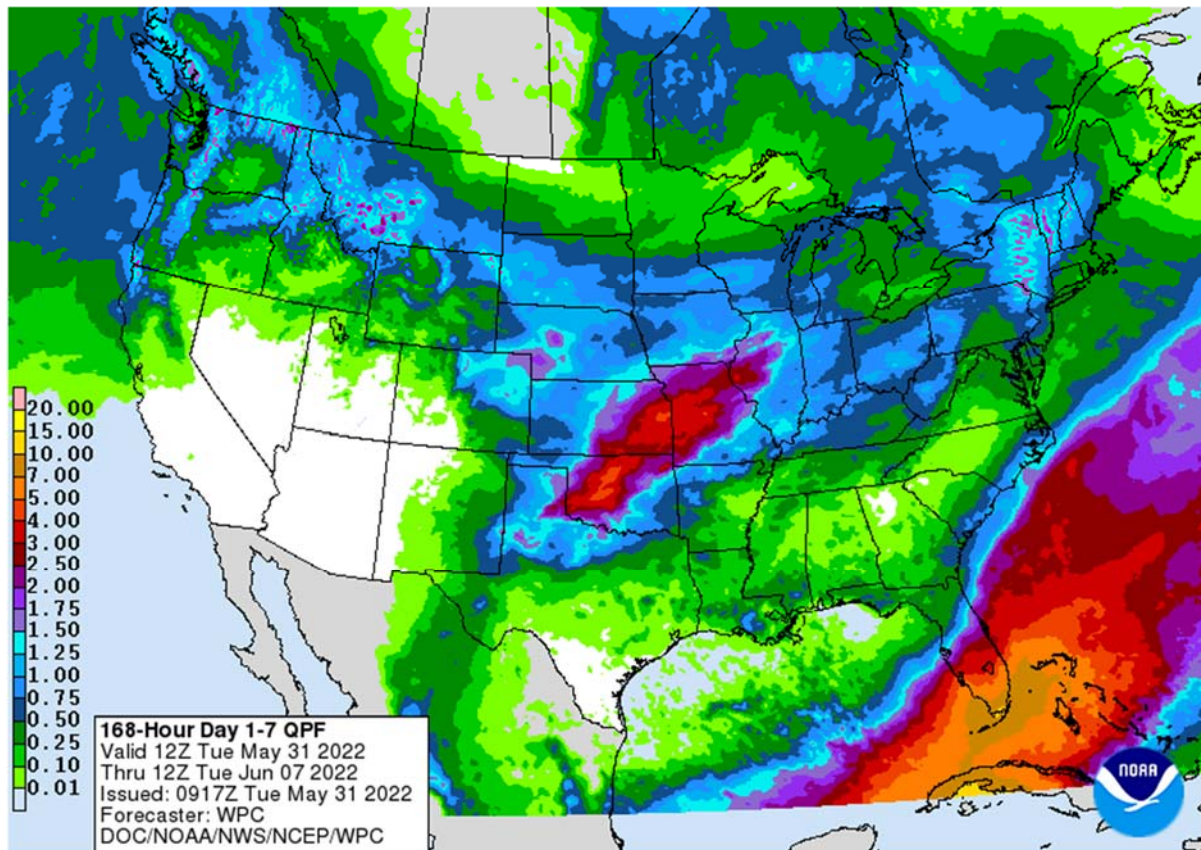 20.00
15.00
10.00
7.00
5.00
4.00
3.00
2.50
2.00
1.75
1.50
1.25
1.00
0.75
0.50
0.25
0.10
0.01
168-Hour Day 1-7 QPF
Valid 12Z Tue May 31 2022
Thru 12Z Tue Jun 07 2022
Issued: 0917Z Tue May 31 2022
Forecaster: WPC
DOC/NOAA/NWS/NCEP/WPC
NOAA